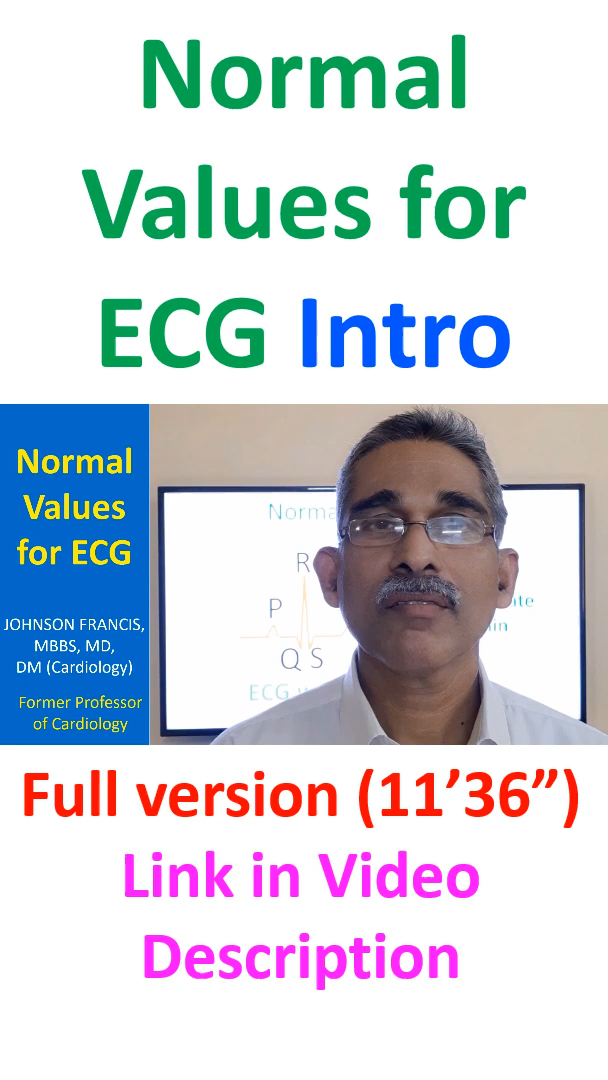 Normal
Values for
ECG Intro
Normal
Values
for ECG
JOHNSON FRANCIS,
MBBS, MD,
DM (Cardiology)
Former Professor
of Cardiology
R
P
Q S
ECG
Full version (11’36”)
Link in Video
Description